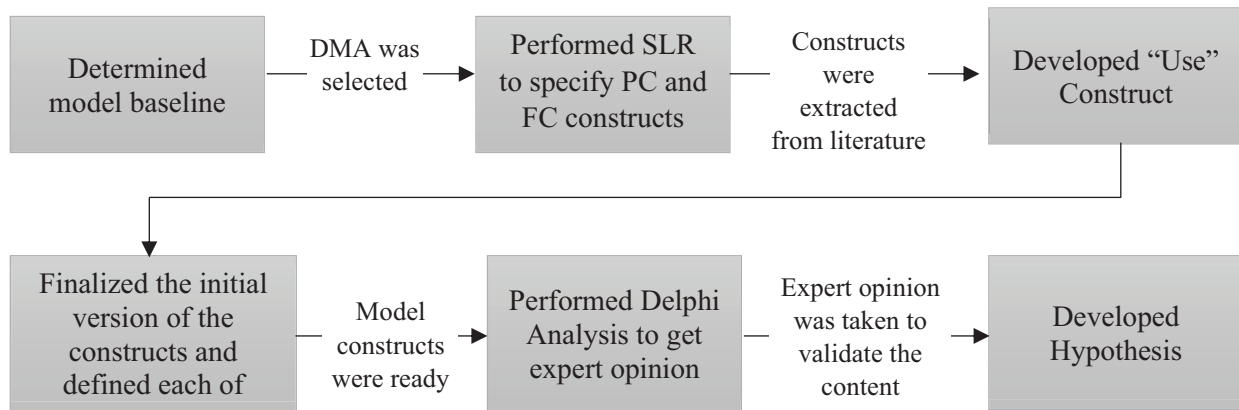 Determined
model baseline
DMA was
selected
Performed SLR
to specify PC and
FC constructs
Constructs
were
extracted
from literature
Developed “Use”
Construct
Finalized the initial
version of the
constructs and
defined each of
Model
constructs
were ready
Performed Delphi
Analysis to get
expert opinion
Expert opinion
was taken to
validate the
content
Developed
Hypothesis